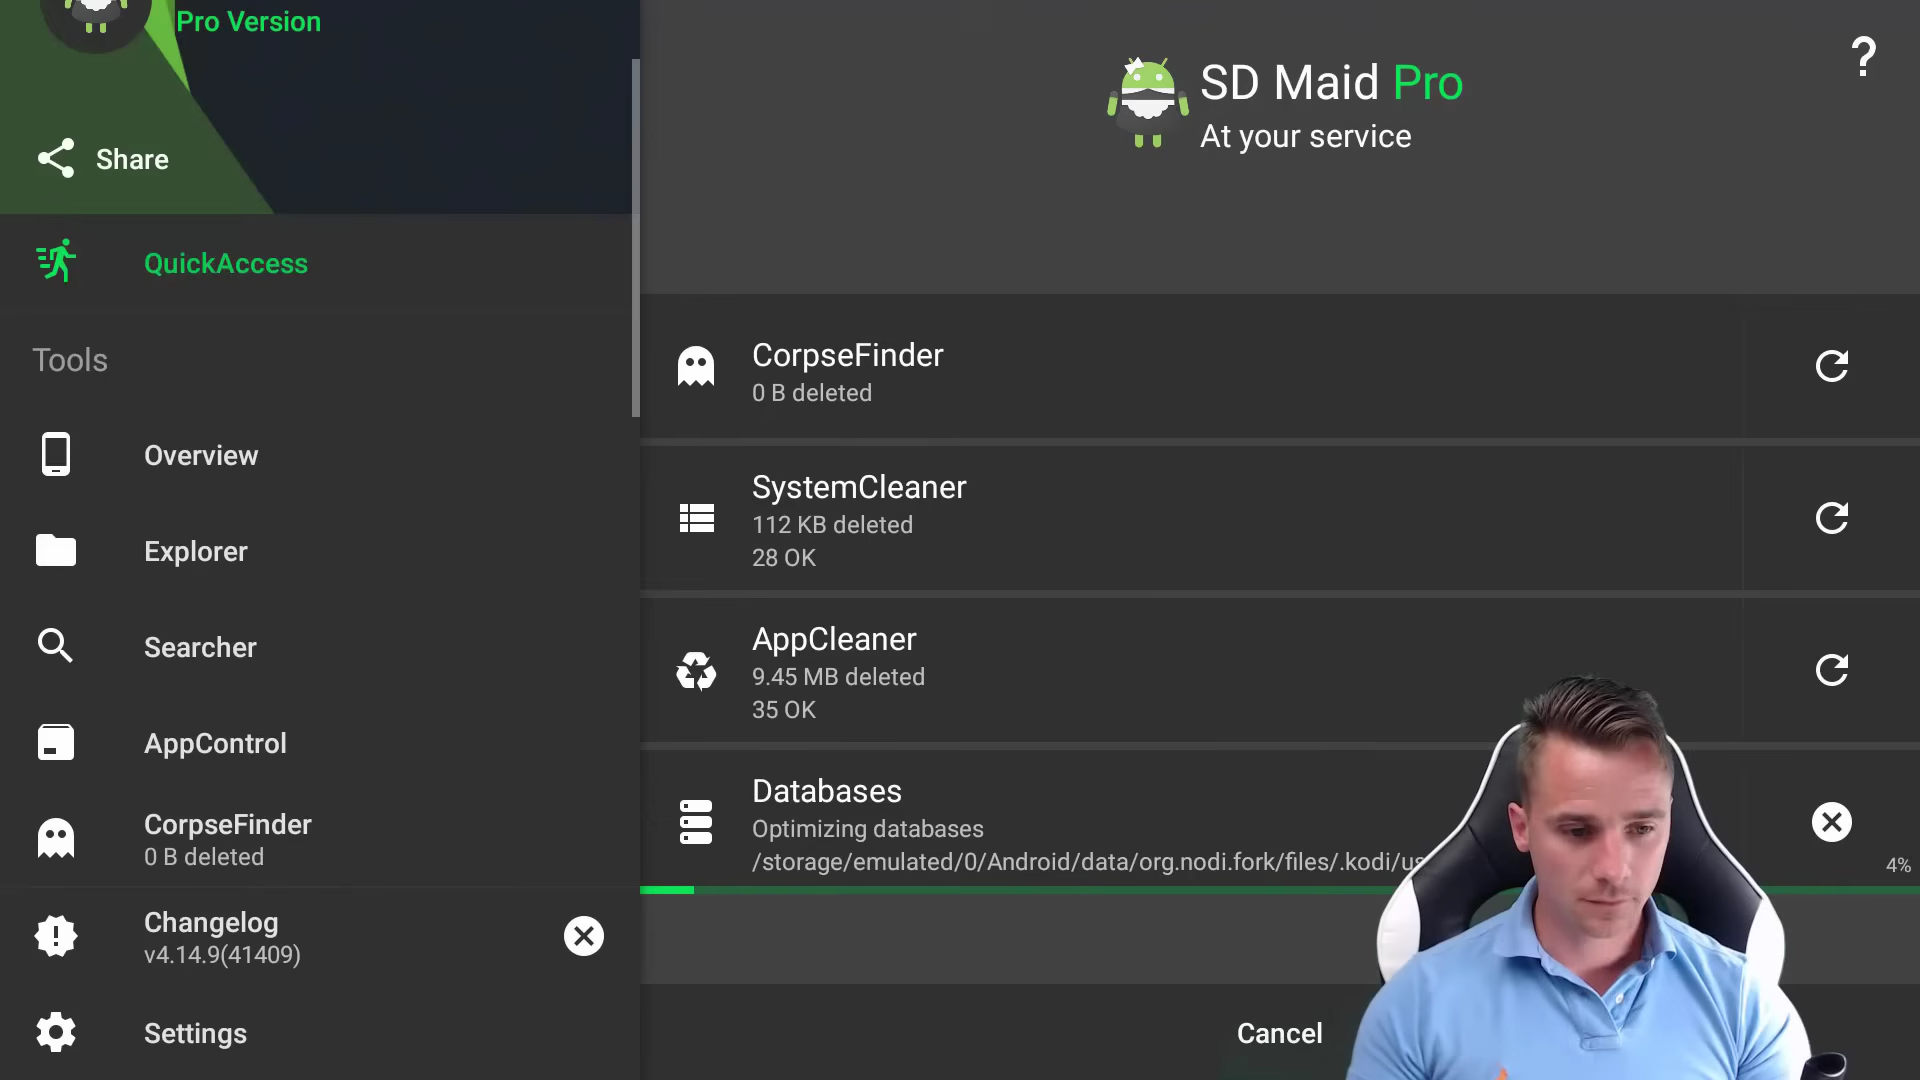 Pro Version
Share
QuickAccess
Tools
Overview
Explorer
Searcher
AppControl
CorpseFinder
0 B deleted
Changelog
v4.14.9(41409)
Settings
SD Maid Pro
At your service
?
CorpseFinder
0 B deleted
SystemCleaner
112 KB deleted
28 OK
AppCleaner
9.45 MB deleted
35 OK
Databases
Optimizing databases
/storage/emulated/0/Android/data/org.nodi.fork/files/.kodi/us
4%
Cancel